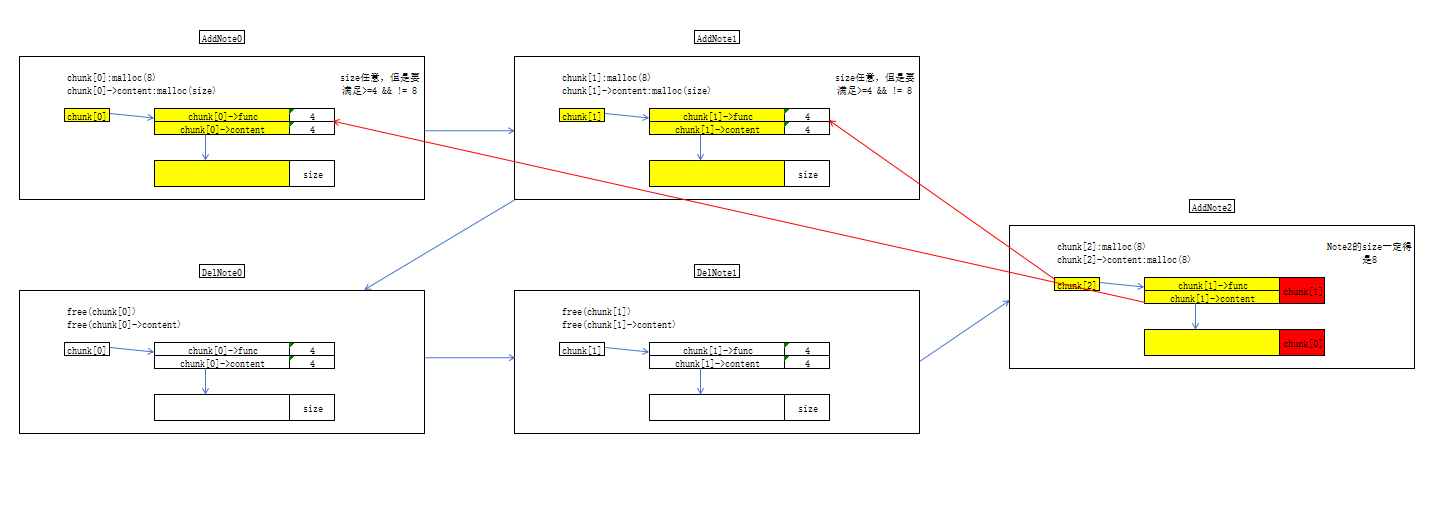 AddNote0
chunk[0]:malloc(8)
chunk[0]->content:malloc(size)
size任意，但是要
满足>=4 && != 8
chunk[0]
chunk[0]->func
4
chunk[0]->content
4
size
AddNote1
chunk[1]:malloc(8)
chunk[1]->content:malloc(size)
size任意，但是要
满足>=4 && != 8
chunk[1]
chunk[1]->func
4
chunk[1]->content
4
size
DelNote0
free(chunk[0])
free(chunk[0]->content)
chunk[0]
chunk[0]->func
4
chunk[0]->content
4
size
DelNote1
free(chunk[1])
free(chunk[1]->content)
chunk[1]
chunk[1]->func
4
chunk[1]->content
4
size
AddNote2
chunk[2]:malloc(8)
chunk[2]->content:malloc(8)
Note2的size一定得
是8
chunk[2]
chunk[1]->func
chunk[1]->content
chunk[1]
chunk[0]